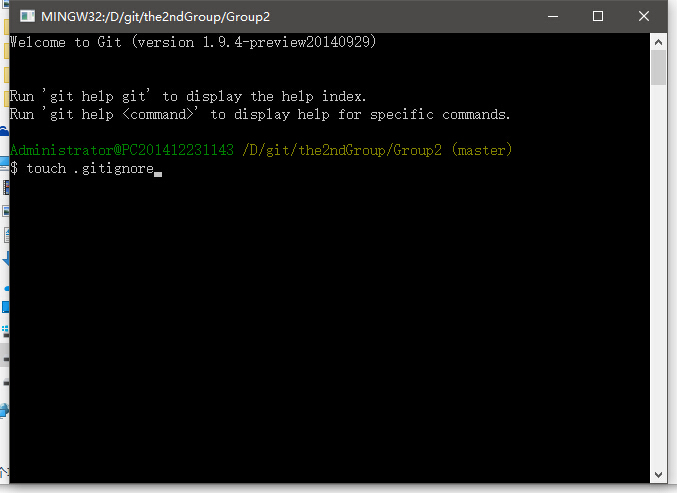 MINGW32:/D/git/the2ndGroup/Group2
Welcome to Git (version 1.9.4-preview20140929)
Run 'git help git' to display the help index.
Run 'git help <command>' to display help for specific commands.
Administrator@PC201412231143 /D/git/the2ndGroup/Group2 (master)
$ touch .gitignore